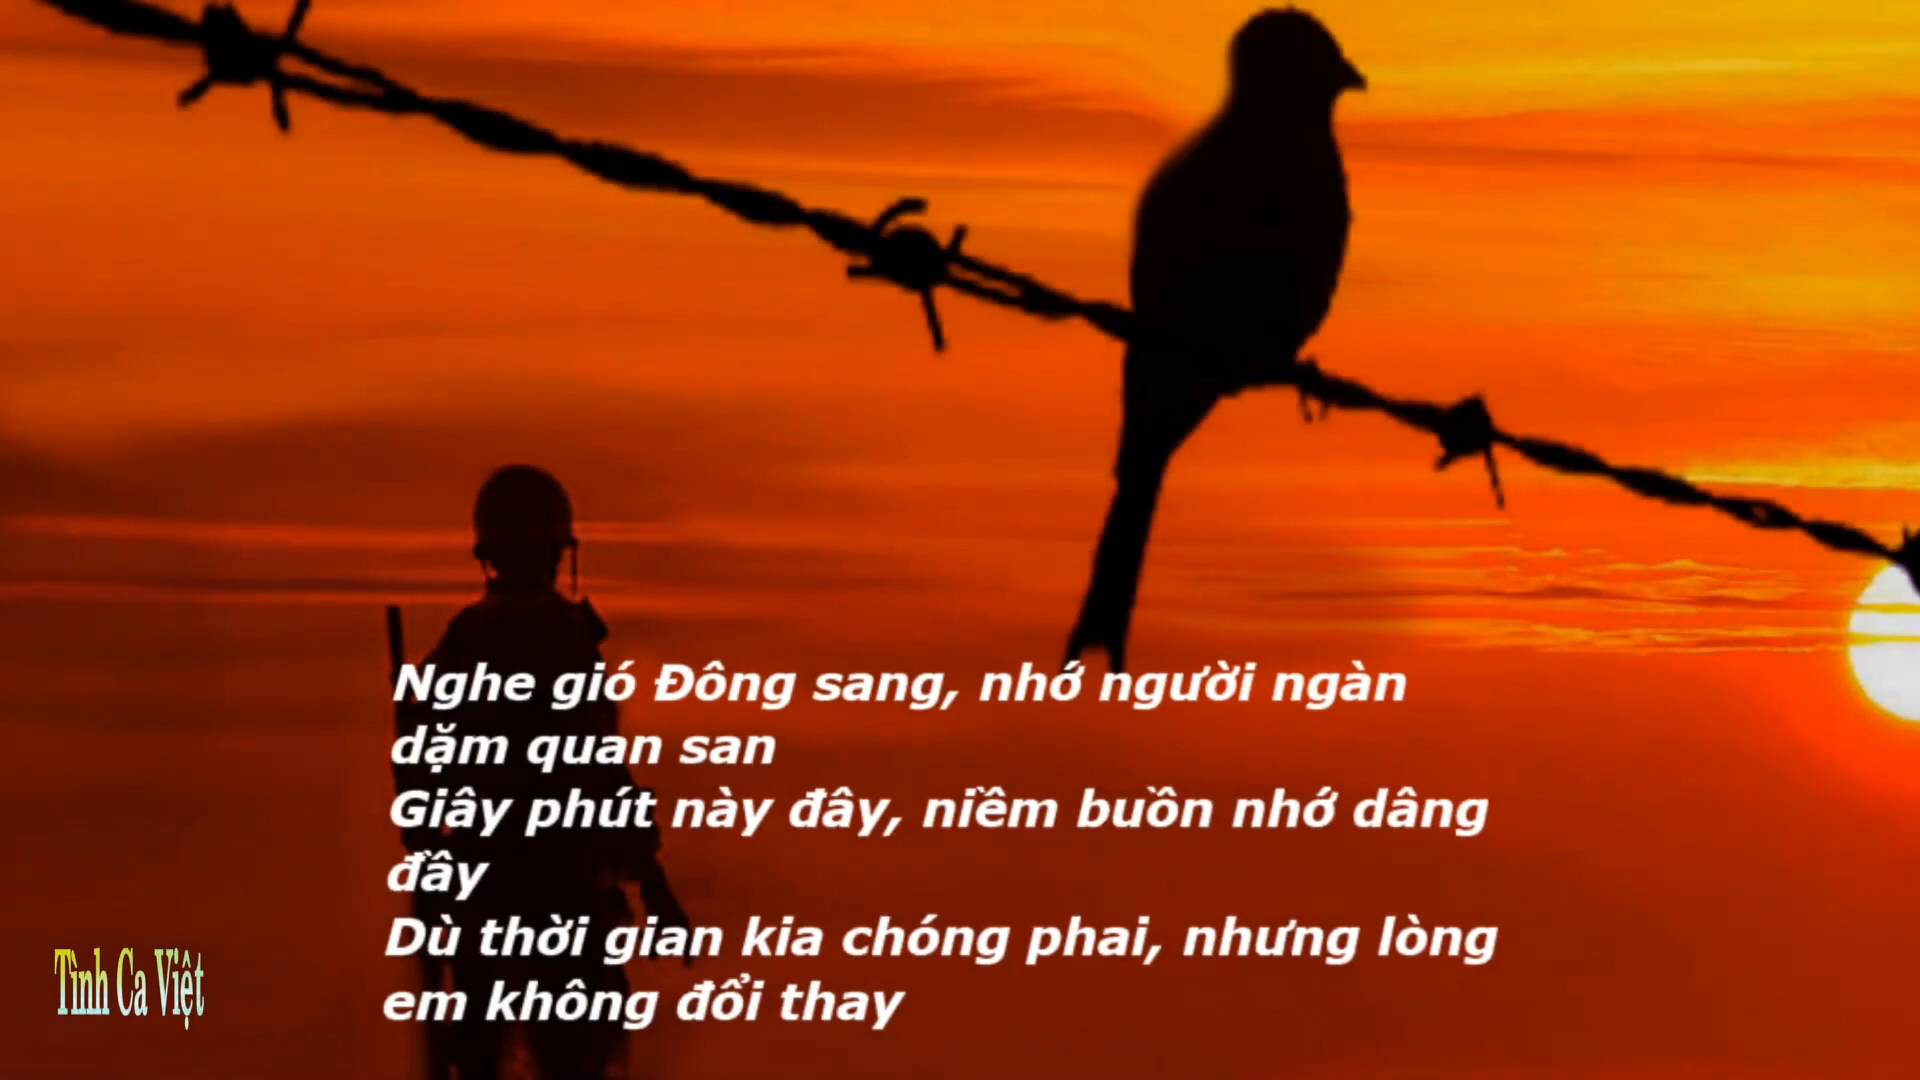 Nghe gió Đông sang, nhớ người ngàn
dặm quan san
Giây phút này đây, niềm buồn nhớ dâng
đầy
Dù thời gian kia chóng phai, nhưng lòng
em không đổi thay
Tình Ca Việt